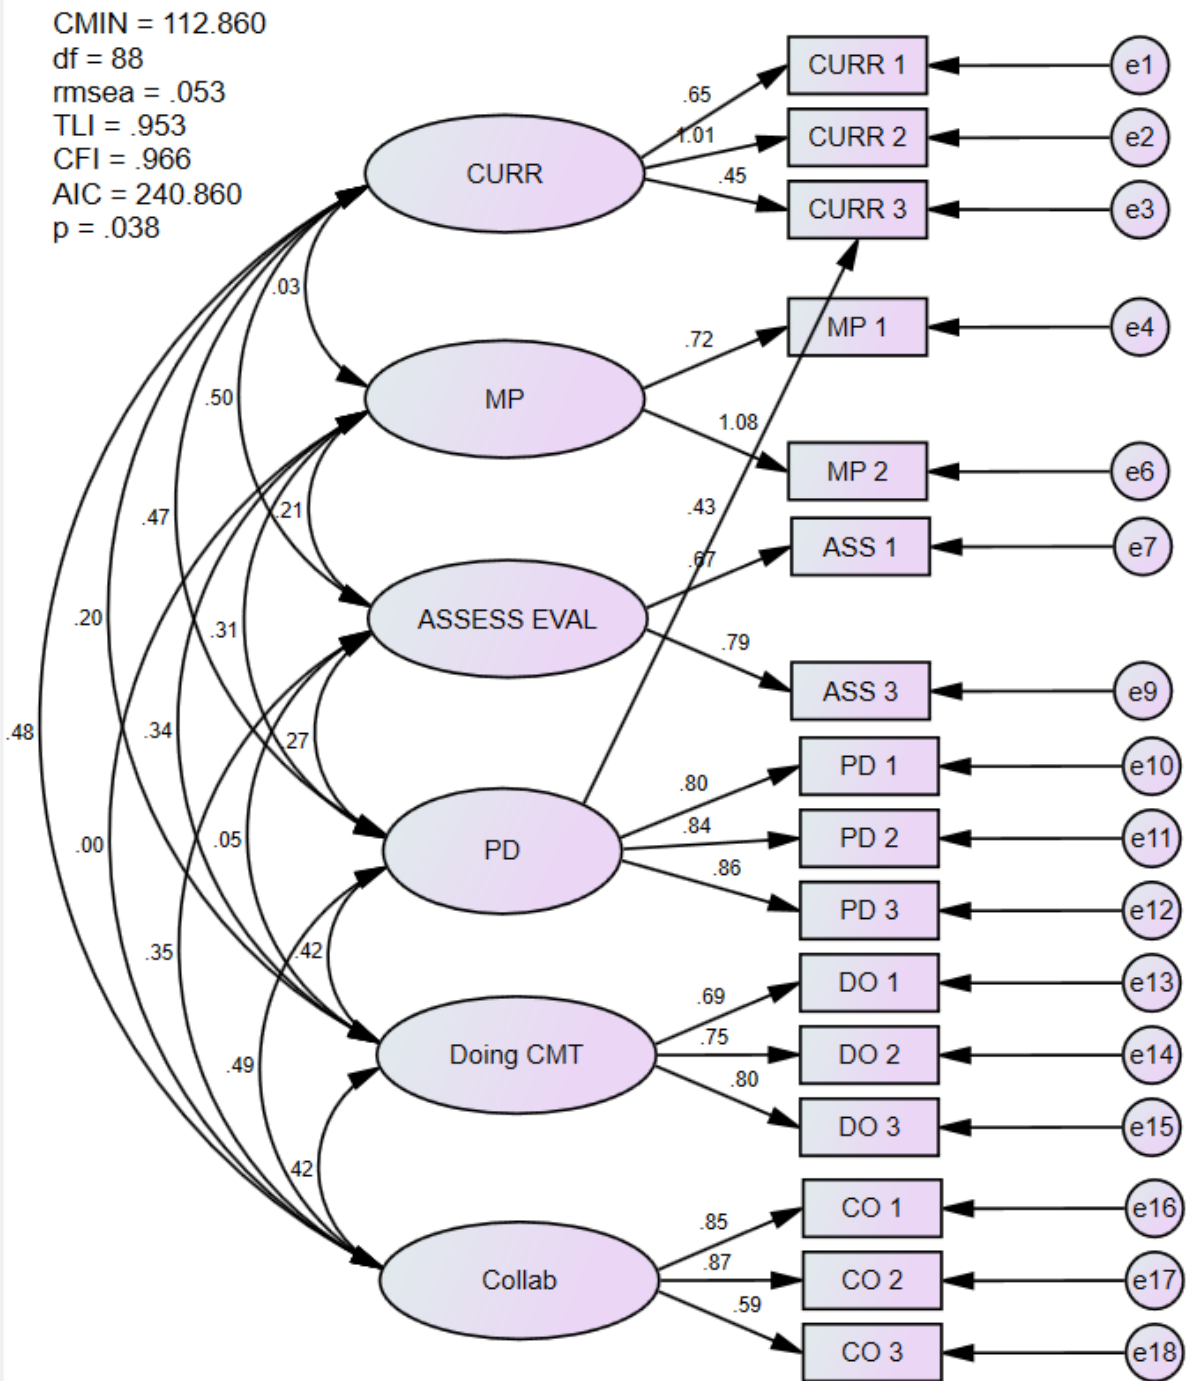 CMIN = 112.860
df = 88
rmsea = .053
TLI = .953
CFI = .966
AIC = 240.860
p = .038
CURR 1
e1
.65
1.01
CURR 2
e2
CURR
.45
CURR 3
e3
.03
MP 1
e4
.72
.50
MP
1.08
MP 2
e6
.47
.21
.43
ASS 1
e7
.67
.20
.31
ASSESS EVAL
.79
ASS 3
e9
.48
.34
.27
PD 1
e10
.80
.00
.05
PD
.84
PD 2
e11
.86
PD 3
e12
.35
.42
DO 1
e13
.69
.49
Doing CMT
.75
DO 2
e14
.80
DO 3
e15
.42
CO 1
e16
.85
Collab
.87
CO 2
e17
.59
CO 3
e18